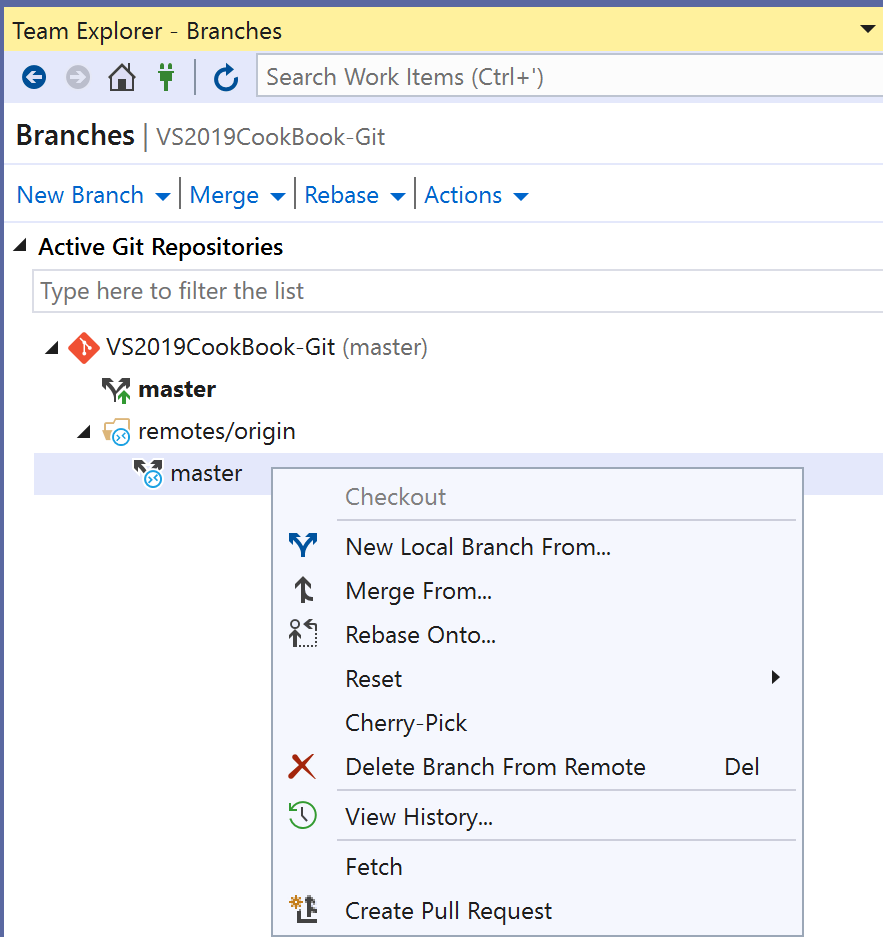 Team Explorer - Branches
Search Work Items (Ctrl+')
Branches | VS2019CookBook-Git
New Branch Merge Rebase Actions
Active Git Repositories
Type here to filter the list
VS2019CookBook-Git (master)
master
remotes/origin
master
Checkout
New Local Branch From...
Merge From...
Rebase Onto...
Reset
Cherry-Pick
Delete Branch From Remote Del
View History...
Fetch
Create Pull Request